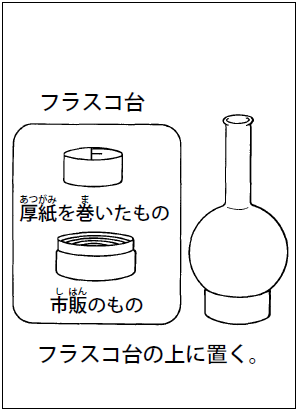 フラスコ台
あつがみ ま
厚紙を巻いたもの
し はん
市販のもの
フラスコ台の上に置く。